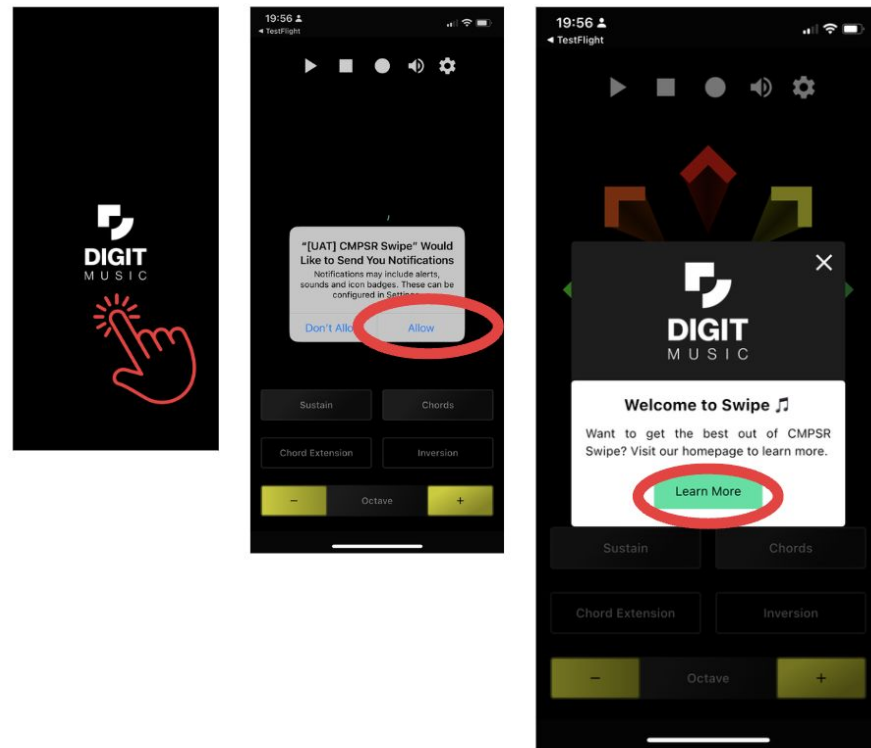 DIGIT
MUSIC
19:56
◄ TestFlight
"[UAT] CMPSR Swipe" Would
Like to Send You Notifications
Notifications may include alerts,
sounds and icon badges. These can be
configured in Settings.
Don't Allow
Allow
Sustain
Chords
Chord Extension
Inversion
− Octave +
19:56
◄ TestFlight
DIGIT
MUSIC
Welcome to Swipe
Want to get the best out of CMPSR
Swipe? Visit our homepage to learn more.
Learn More
Sustain
Chords
Chord Extension
Inversion
− Octave +